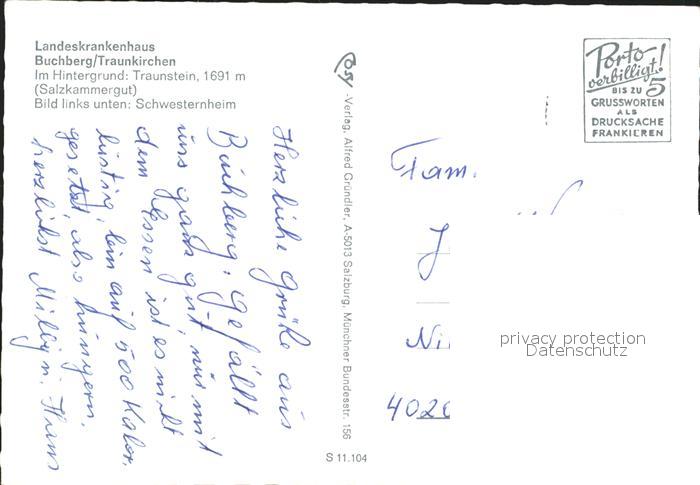 Landeskrankenhaus
Buchberg/Traunkirchen
Im Hintergrund: Traunstein, 1691 m
(Salzkammergut)
Bild links unten: Schwesternheim
Herzliche Grüße aus
Buchberg. Gefällt
uns ganz gut, nur mit
dem Essen ist es nicht
lustig, bin auf 500 Kalor.
gesetzt, also hungern.
herzlichst
Posy -Verlag, Alfred Gründler, A-5013 Salzburg, Münchner Bundesstr. 156
S 11.104
Porto
verbilligt!
BIS ZU 5
GRUSSWORTEN
ALS
DRUCKSACHE
FRANKIEREN
Fam.
J
Ni
402
privacy protection
Datenschutz